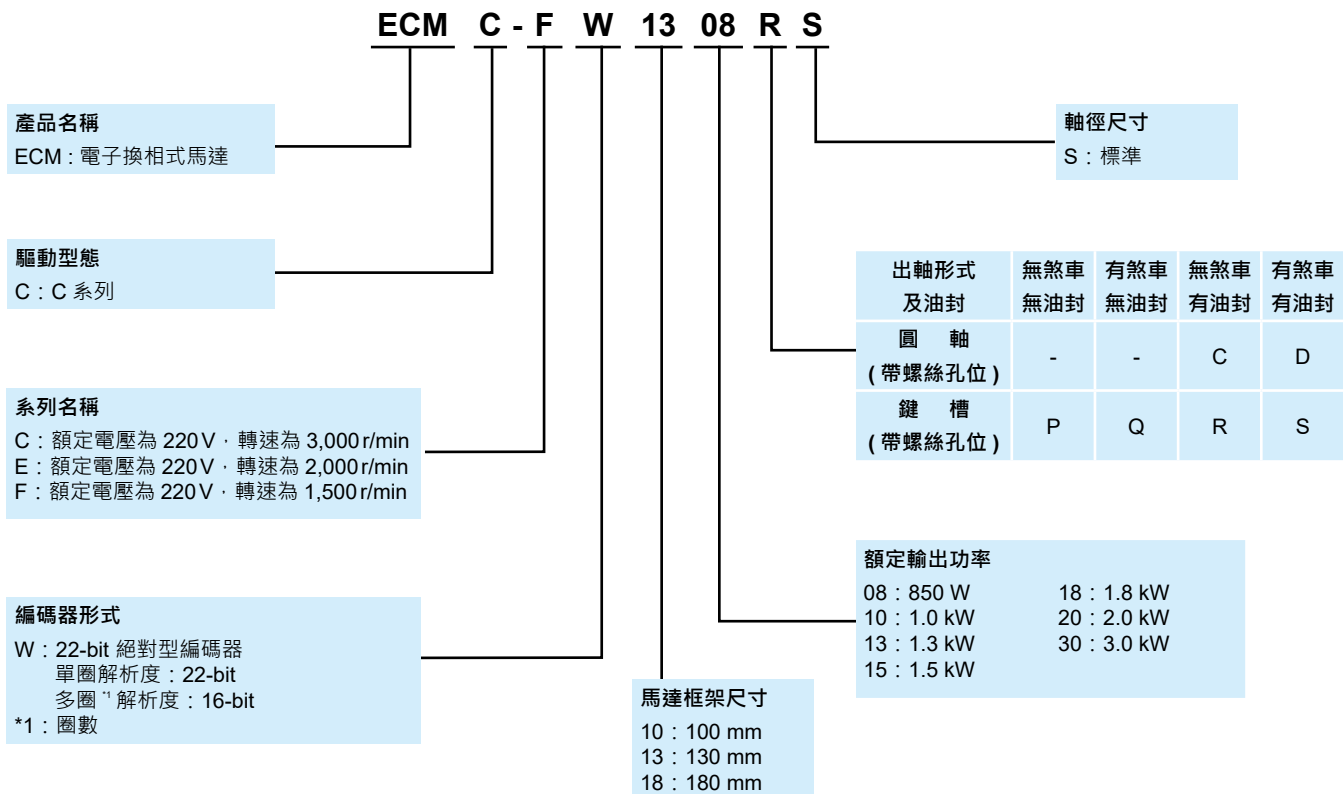 ECM C - F W 13 08 R S
產品名稱
ECM：電子換相式馬達
驅動型態
C：C 系列
系列名稱
C：額定電壓為 220V，轉速為 3,000r/min
E：額定電壓為 220V，轉速為 2,000r/min
F：額定電壓為 220V，轉速為 1,500r/min
編碼器形式
W：22-bit 絕對型編碼器
單圈解析度：22-bit
多圈 *1 解析度：16-bit
*1：圈數
馬達框架尺寸
10：100 mm
13：130 mm
18：180 mm
額定輸出功率
08：850 W 18：1.8 kW
10：1.0 kW 20：2.0 kW
13：1.3 kW 30：3.0 kW
15：1.5 kW
出軸形式 無煞車 有煞車 無煞車 有煞車
及油封 無油封 無油封 有油封 有油封
圓 軸
(帶螺絲孔位) - - C D
鍵 槽
(帶螺絲孔位) P Q R S
軸徑尺寸
S：標準